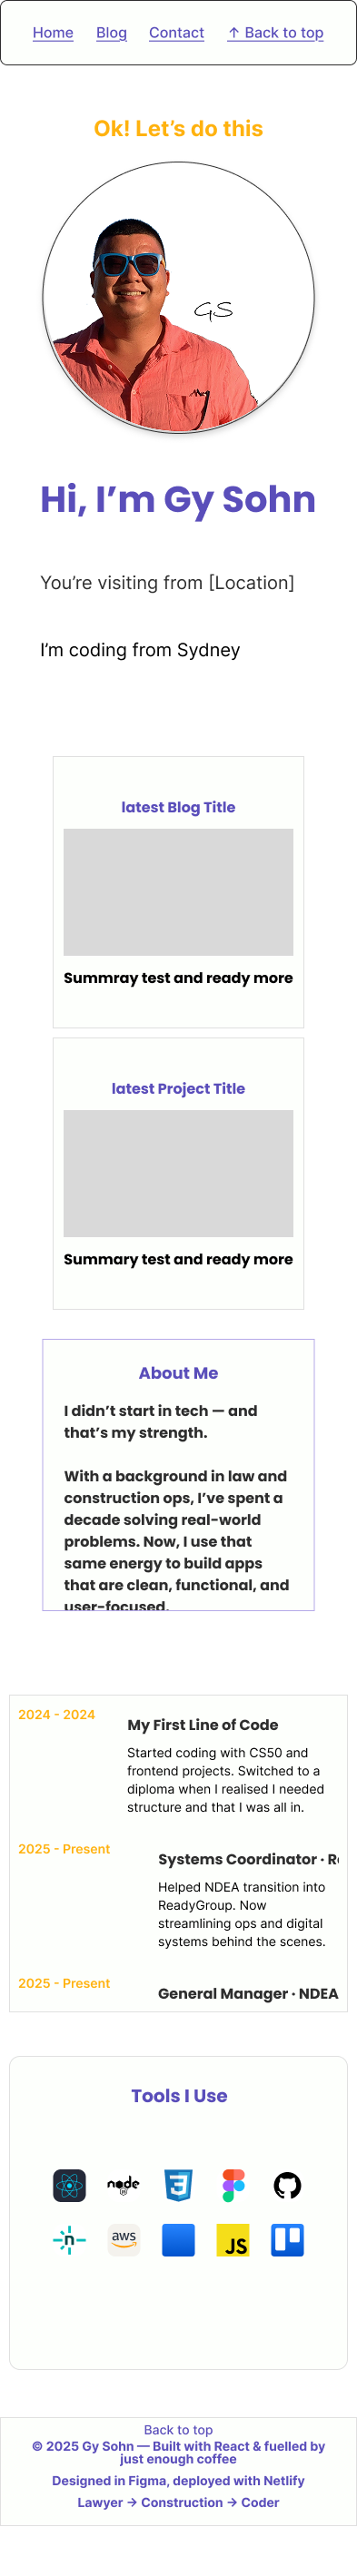 Home Blog Contact ↑ Back to top
Ok! Let’s do this
GS
Hi, I’m Gy Sohn
You’re visiting from [Location]
I’m coding from Sydney
latest Blog Title
Summray test and ready more
latest Project Title
Summary test and ready more
About Me
I didn’t start in tech — and
that’s my strength.
With a background in law and
construction ops, I’ve spent a
decade solving real-world
problems. Now, I use that
same energy to build apps
that are clean, functional, and
user-focused.
2024 - 2024
My First Line of Code
Started coding with CS50 and
frontend projects. Switched to a
diploma when I realised I needed
structure and that I was all in.
2025 - Present
Systems Coordinator · Re
Helped NDEA transition into
ReadyGroup. Now
streamlining ops and digital
systems behind the scenes.
2025 - Present
General Manager · NDEA
Tools I Use
node
JS
3
n
aws
JS
Back to top
© 2025 Gy Sohn — Built with React & fuelled by
just enough coffee
Designed in Figma, deployed with Netlify
Lawyer → Construction → Coder